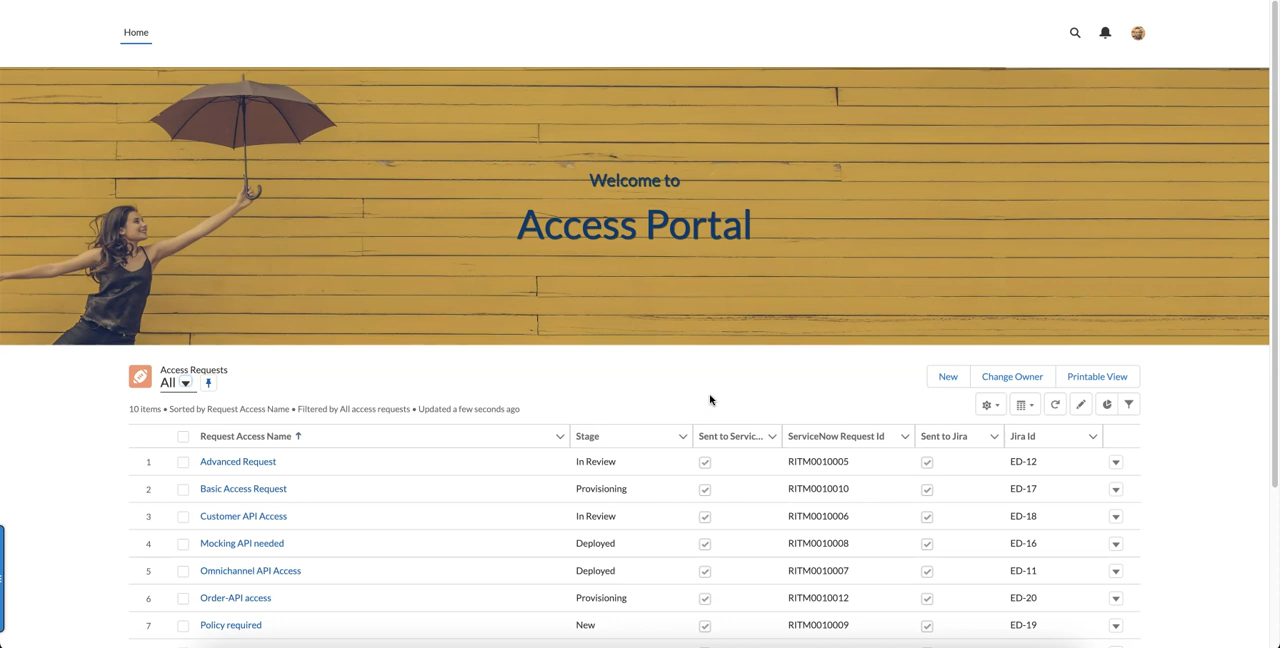 Home
Welcome to
Access Portal
Access Requests
All
New Change Owner Printable View
10 items • Sorted by Request Access Name • Filtered by All access requests • Updated a few seconds ago
Request Access Name Stage Sent to Servic... ServiceNow Request Id Sent to Jira Jira Id
1 Advanced Request In Review RITM0010005 ED-12
2 Basic Access Request Provisioning RITM0010010 ED-17
3 Customer API Access In Review RITM0010006 ED-18
4 Mocking API needed Deployed RITM0010008 ED-16
5 Omnichannel API Access Deployed RITM0010007 ED-11
6 Order-API access Provisioning RITM0010012 ED-20
7 Policy required New RITM0010009 ED-19